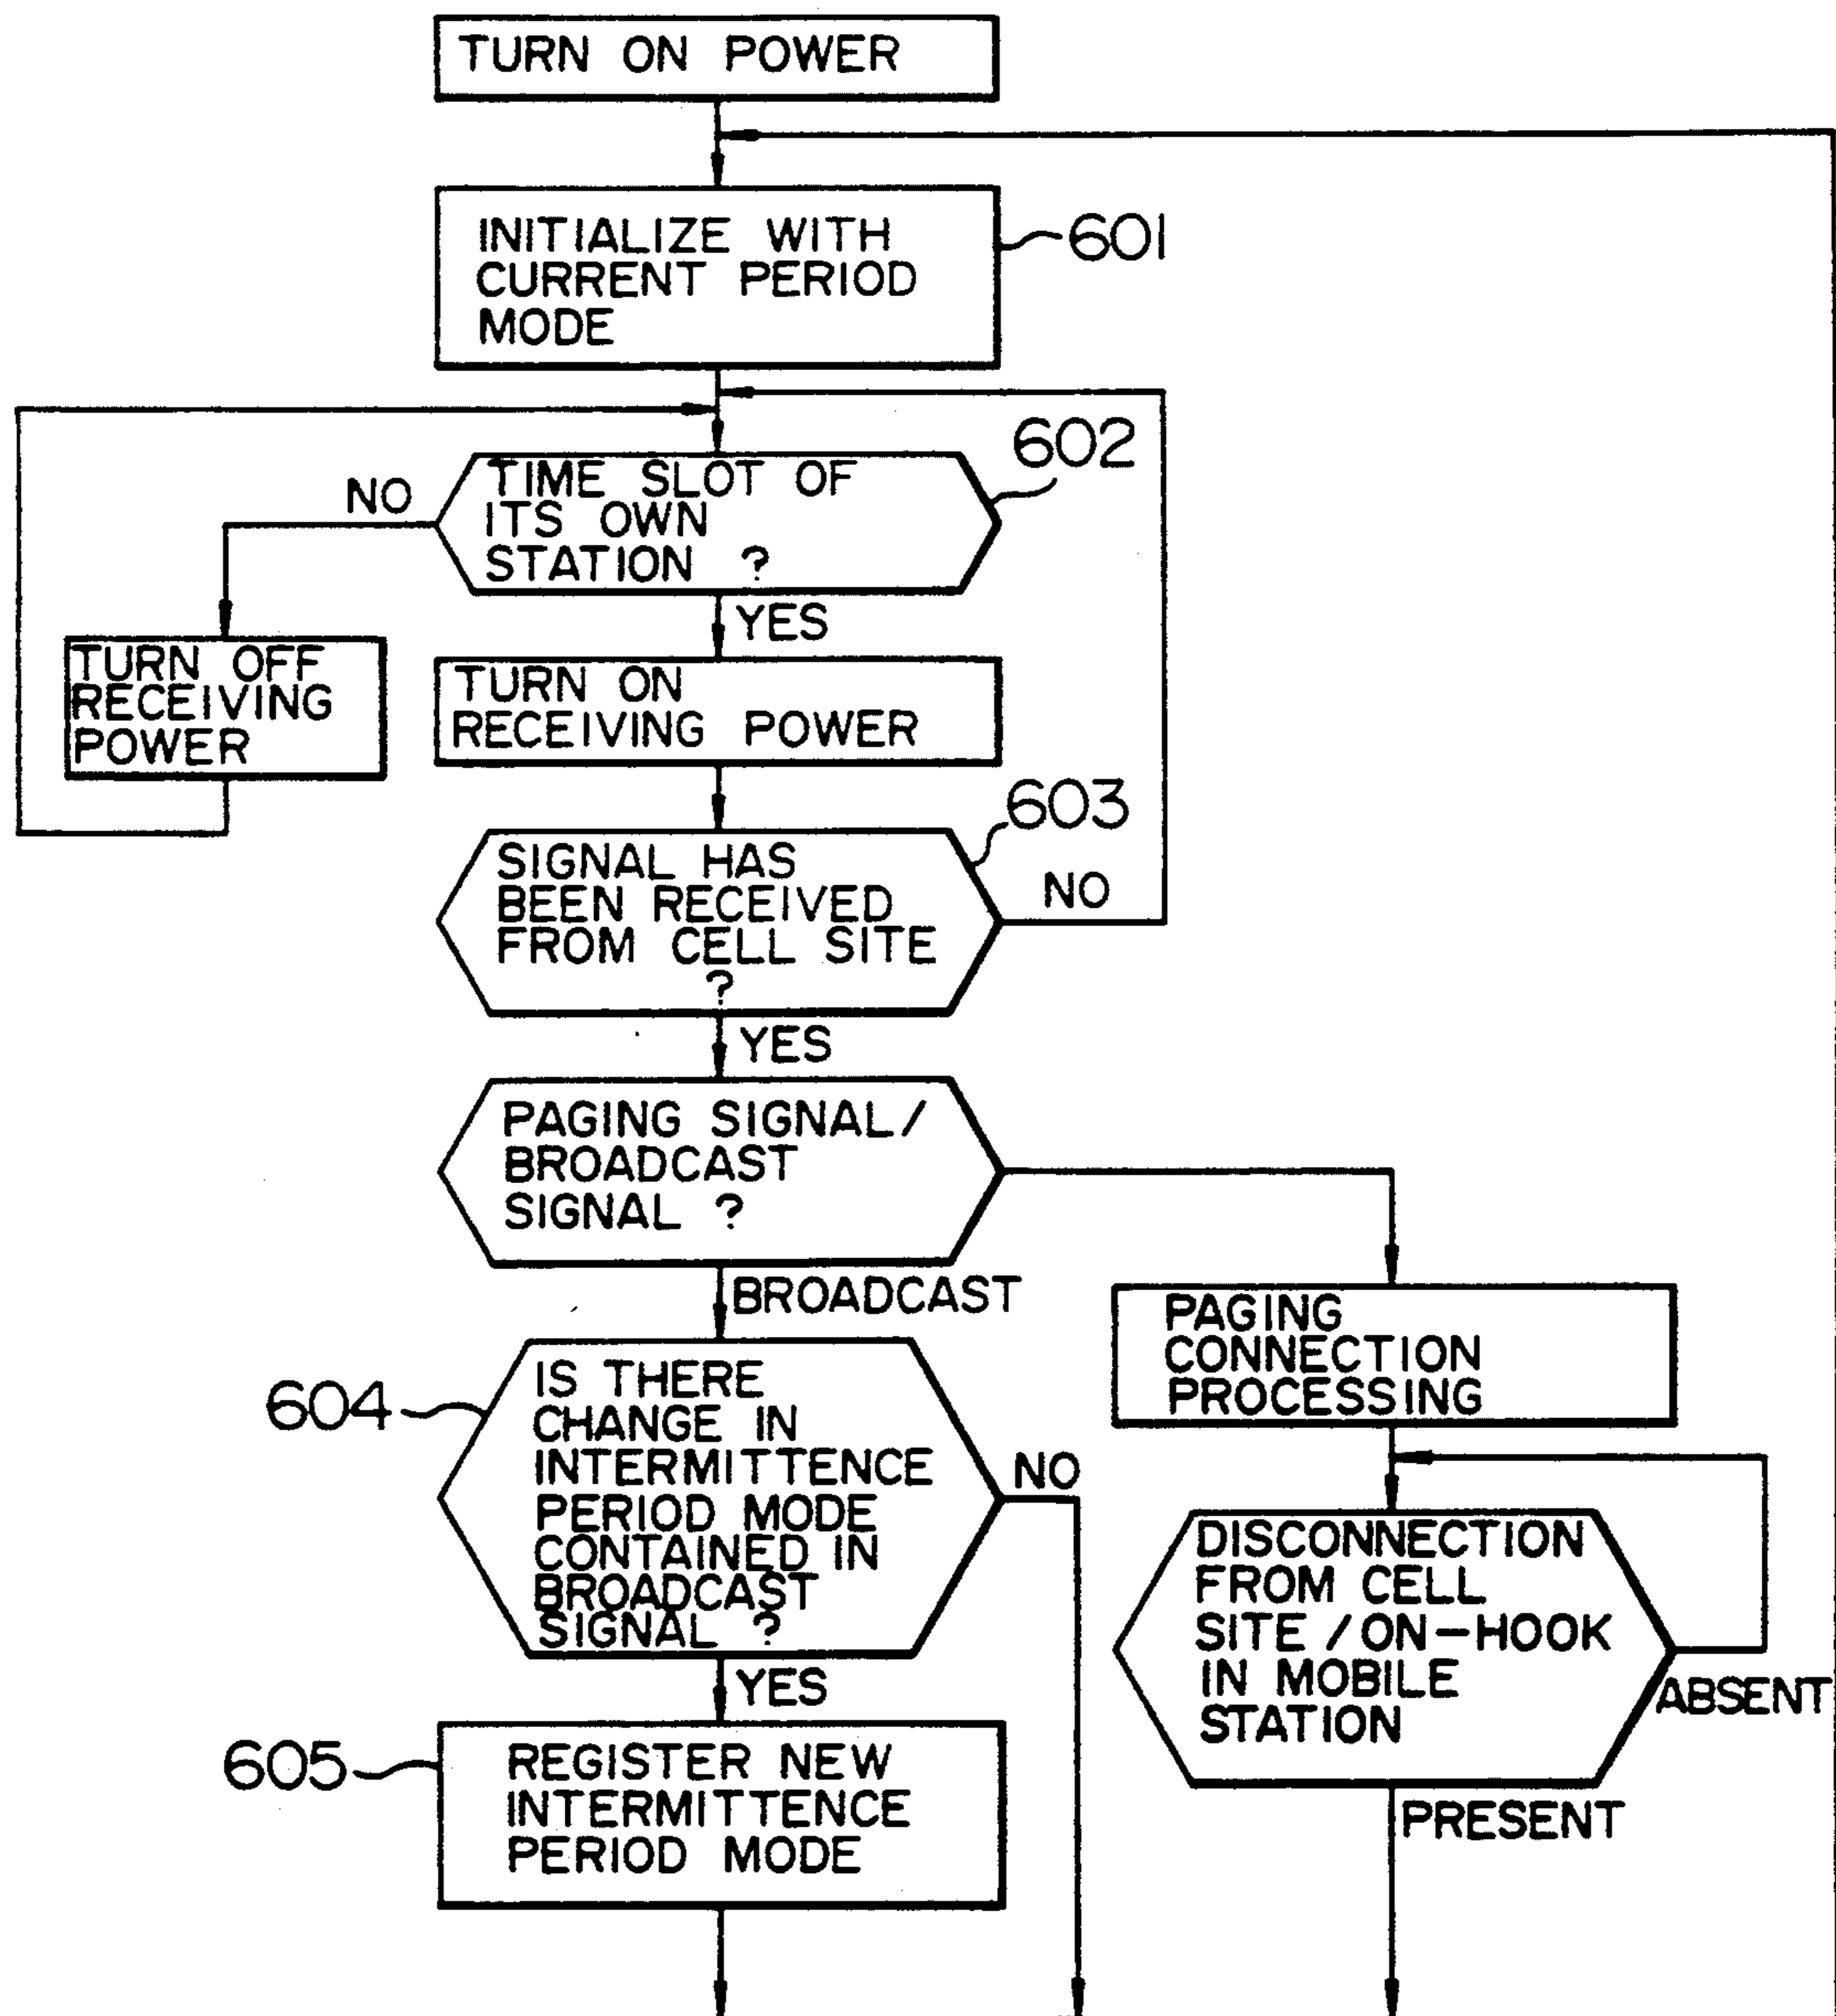 TURN ON POWER
INITIALIZE WITH
CURRENT PERIOD
MODE
601
TIME SLOT OF
ITS OWN
STATION ?
602
NO
YES
TURN OFF
RECEIVING
POWER
TURN ON
RECEIVING POWER
SIGNAL HAS
BEEN RECEIVED
FROM CELL SITE
?
603
NO
YES
PAGING SIGNAL/
BROADCAST
SIGNAL ?
BROADCAST
PAGING
CONNECTION
PROCESSING
604
IS THERE
CHANGE IN
INTERMITTENCE
PERIOD MODE
CONTAINED IN
BROADCAST
SIGNAL ?
NO
YES
DISCONNECTION
FROM CELL
SITE / ON-HOOK
IN MOBILE
STATION
ABSENT
PRESENT
605
REGISTER NEW
INTERMITTENCE
PERIOD MODE